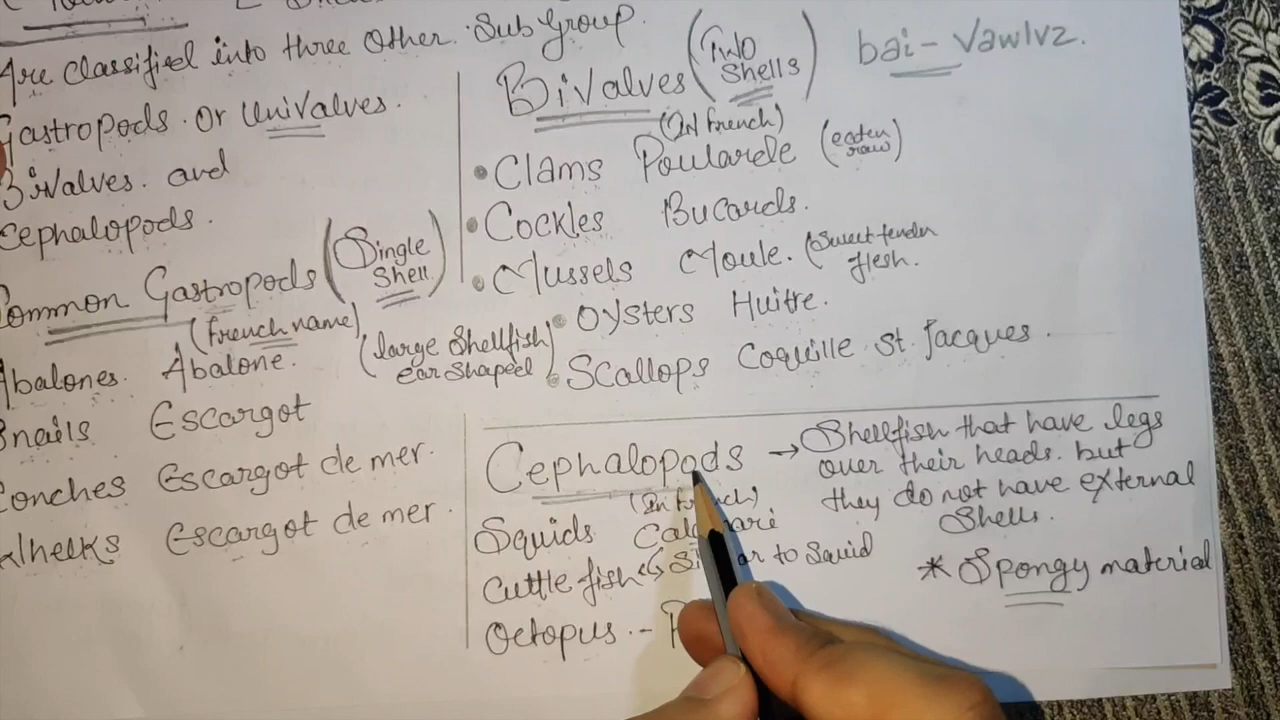 Are classified into three Other. Sub Group.
Gastropods. or Univalves.
Bivalves. and
Cephalopods.
Common Gastropods (Single Shell)
(French name)
Abalones. Abalone. (large Shellfish ear Shaped)
Snails Escargot
Conches Escargot de mer.
Escargot de mer.
Bivalves (Two Shells) bai-vawlvz.
(In French)
Clams Poularde (eaten raw)
Cockles Bucards.
Mussels Moule. (Sweet tender flesh.)
Oysters Huitre.
Scallops Coquille St. Jacques.
Cephalopods → Shellfish that have legs
over their heads. but
they do not have external
Shells.
* Spongy material
(In French)
Squids
Cuttle fish to Squid
Octopus.-